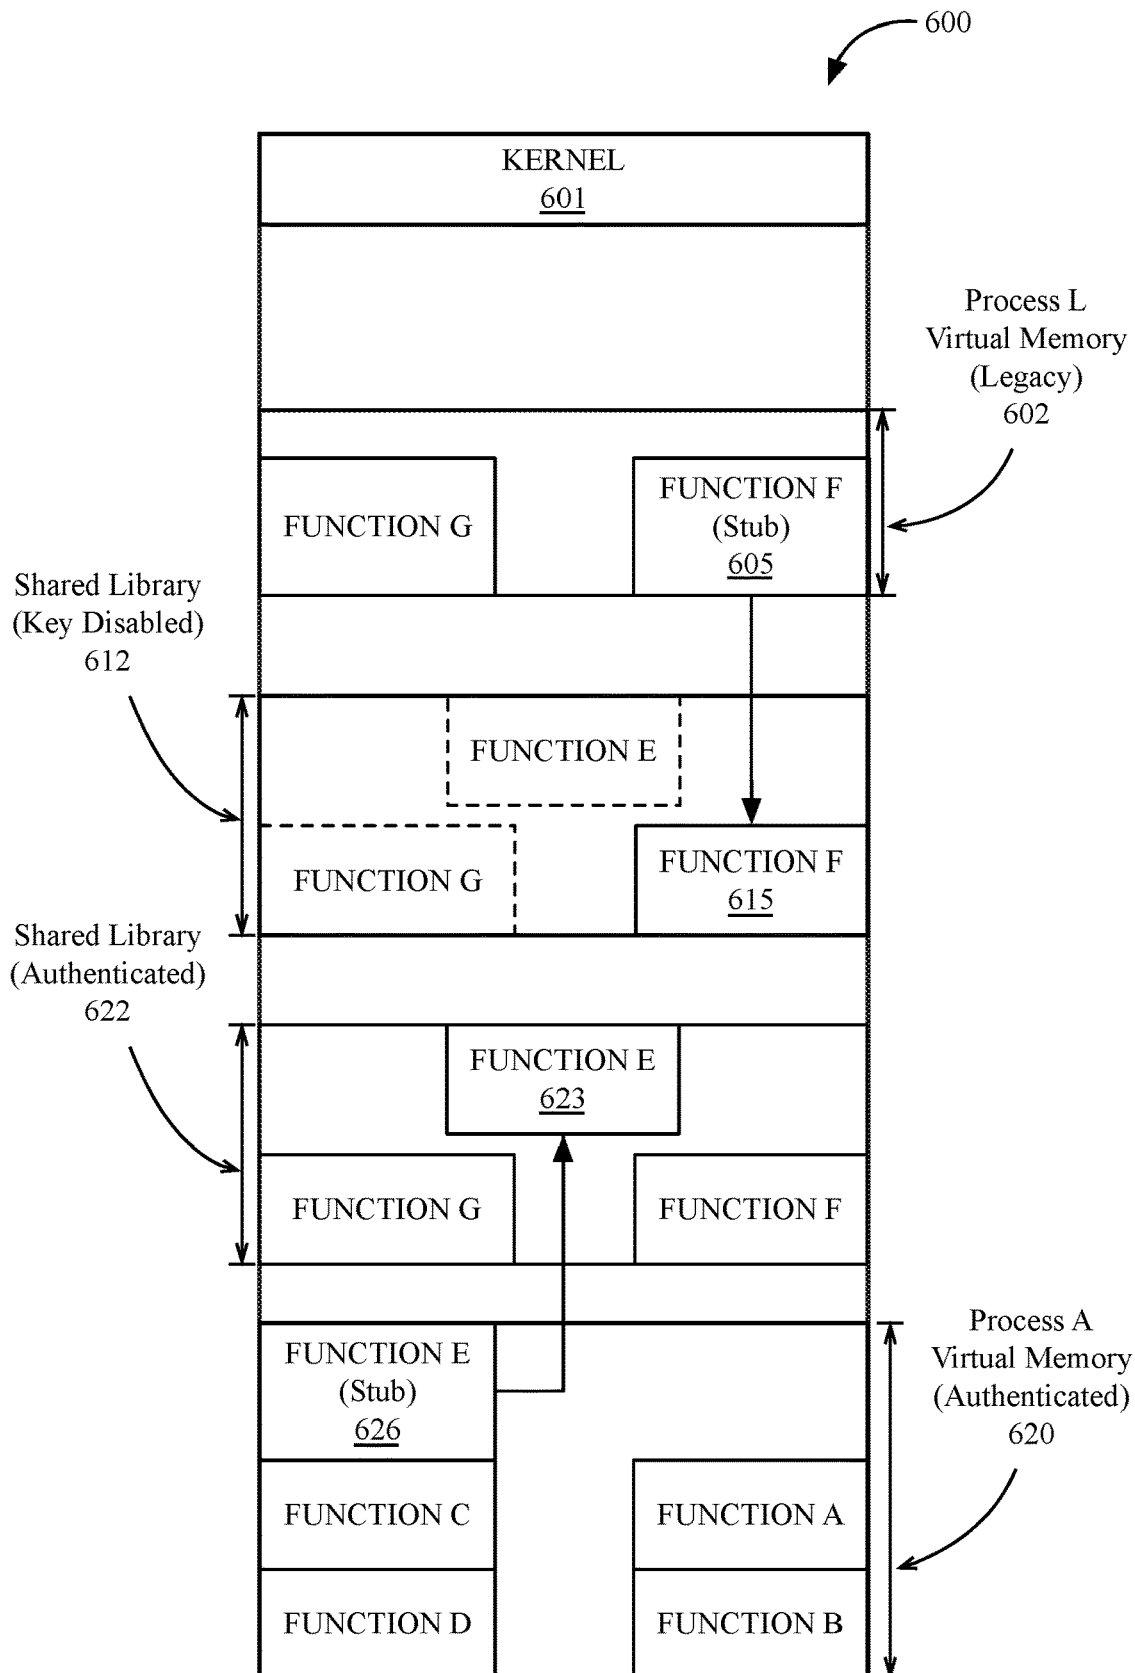 600
KERNEL
601
Process L
Virtual Memory
(Legacy)
602
FUNCTION G
FUNCTION F
(Stub)
605
Shared Library
(Key Disabled)
612
FUNCTION E
FUNCTION G
FUNCTION F
615
Shared Library
(Authenticated)
622
FUNCTION E
623
FUNCTION G
FUNCTION F
Process A
Virtual Memory
(Authenticated)
620
FUNCTION E
(Stub)
626
FUNCTION C
FUNCTION A
FUNCTION D
FUNCTION B